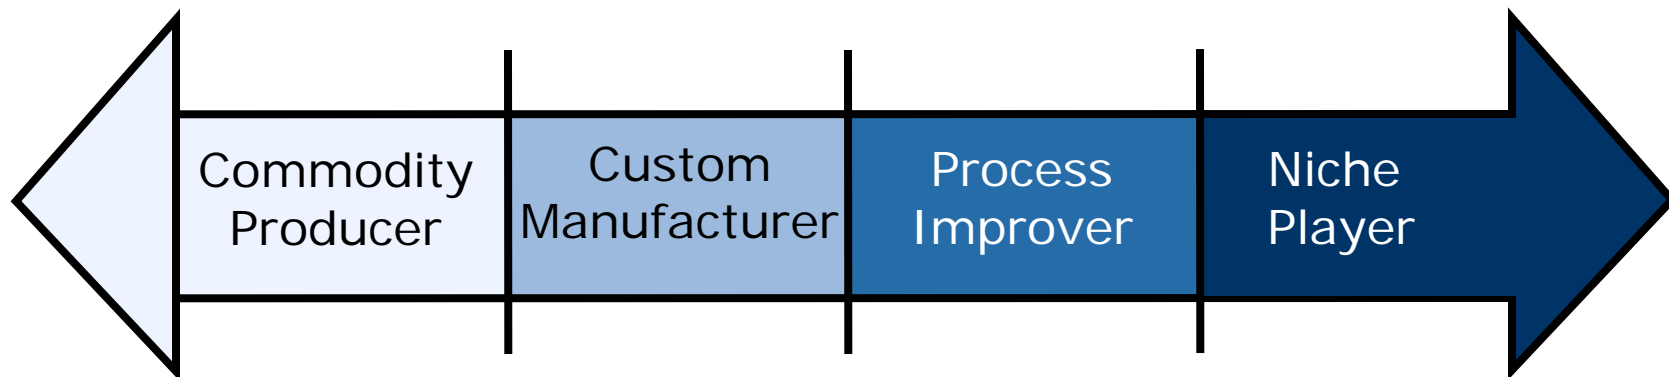 Commodity
Producer
Custom
Manufacturer
Process
Improver
Niche
Player